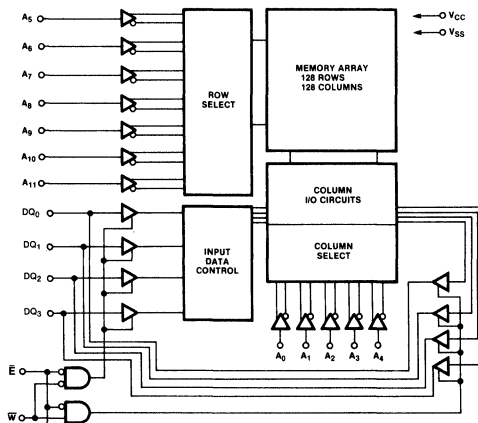 A5
A6
A7
A8
A9
A10
A11
DQ0
DQ1
DQ2
DQ3
E̅
W̅
ROW
SELECT
MEMORY ARRAY
128 ROWS
128 COLUMNS
VCC
VSS
COLUMN
I/O CIRCUITS
COLUMN
SELECT
INPUT
DATA
CONTROL
A0 A1 A2 A3 A4